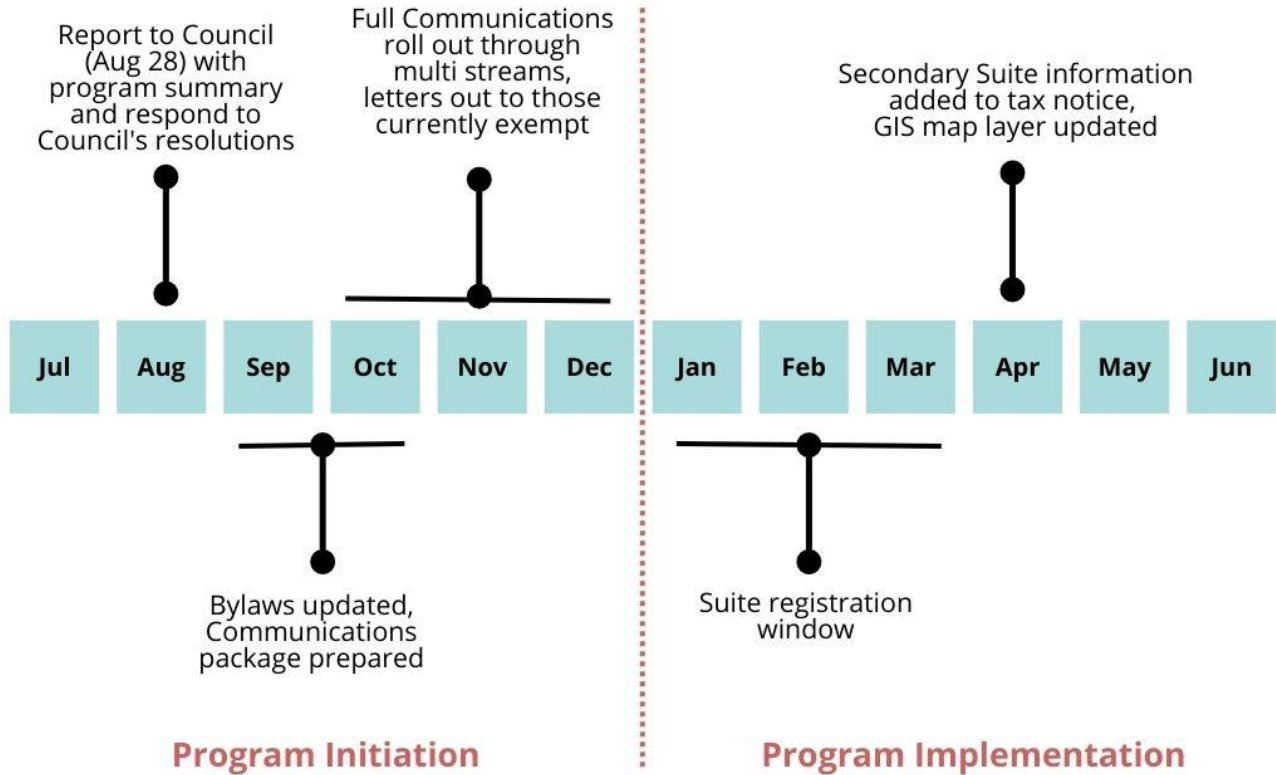 Report to Council
(Aug 28) with
program summary
and respond to
Council's resolutions
Full Communications
roll out through
multi streams,
letters out to those
currently exempt
Secondary Suite information
added to tax notice,
GIS map layer updated
Jul Aug Sep Oct Nov Dec Jan Feb Mar Apr May Jun
Bylaws updated,
Communications
package prepared
Suite registration
window
Program Initiation
Program Implementation